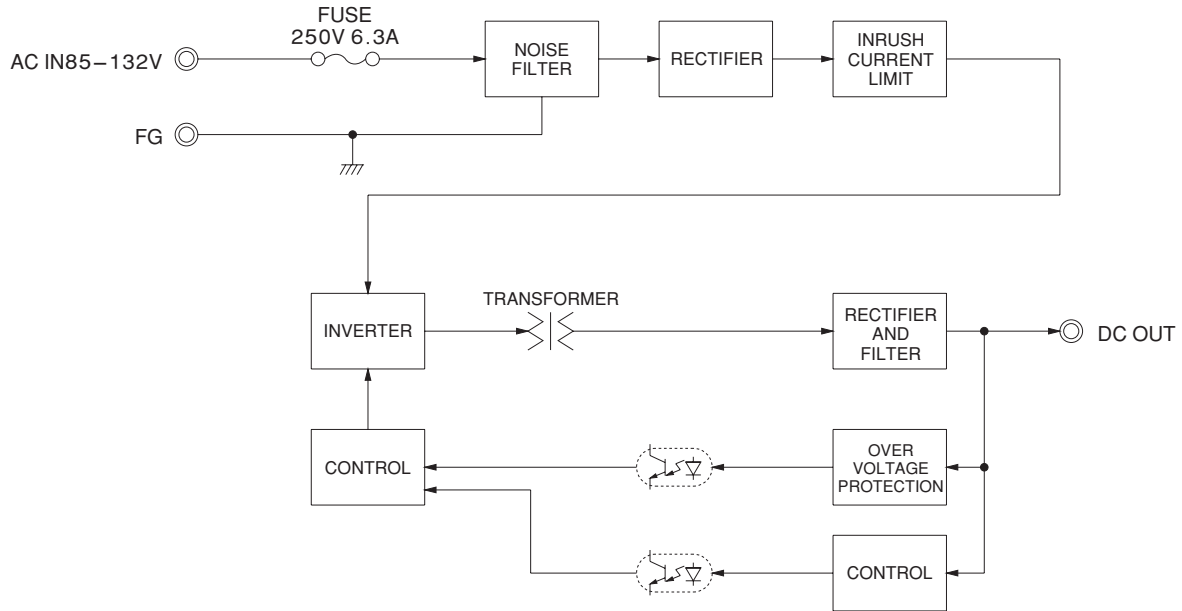 FUSE
250V 6.3A
AC IN85−132V
NOISE
FILTER
RECTIFIER
INRUSH
CURRENT
LIMIT
FG
TRANSFORMER
INVERTER
RECTIFIER
AND
FILTER
DC OUT
CONTROL
OVER
VOLTAGE
PROTECTION
CONTROL